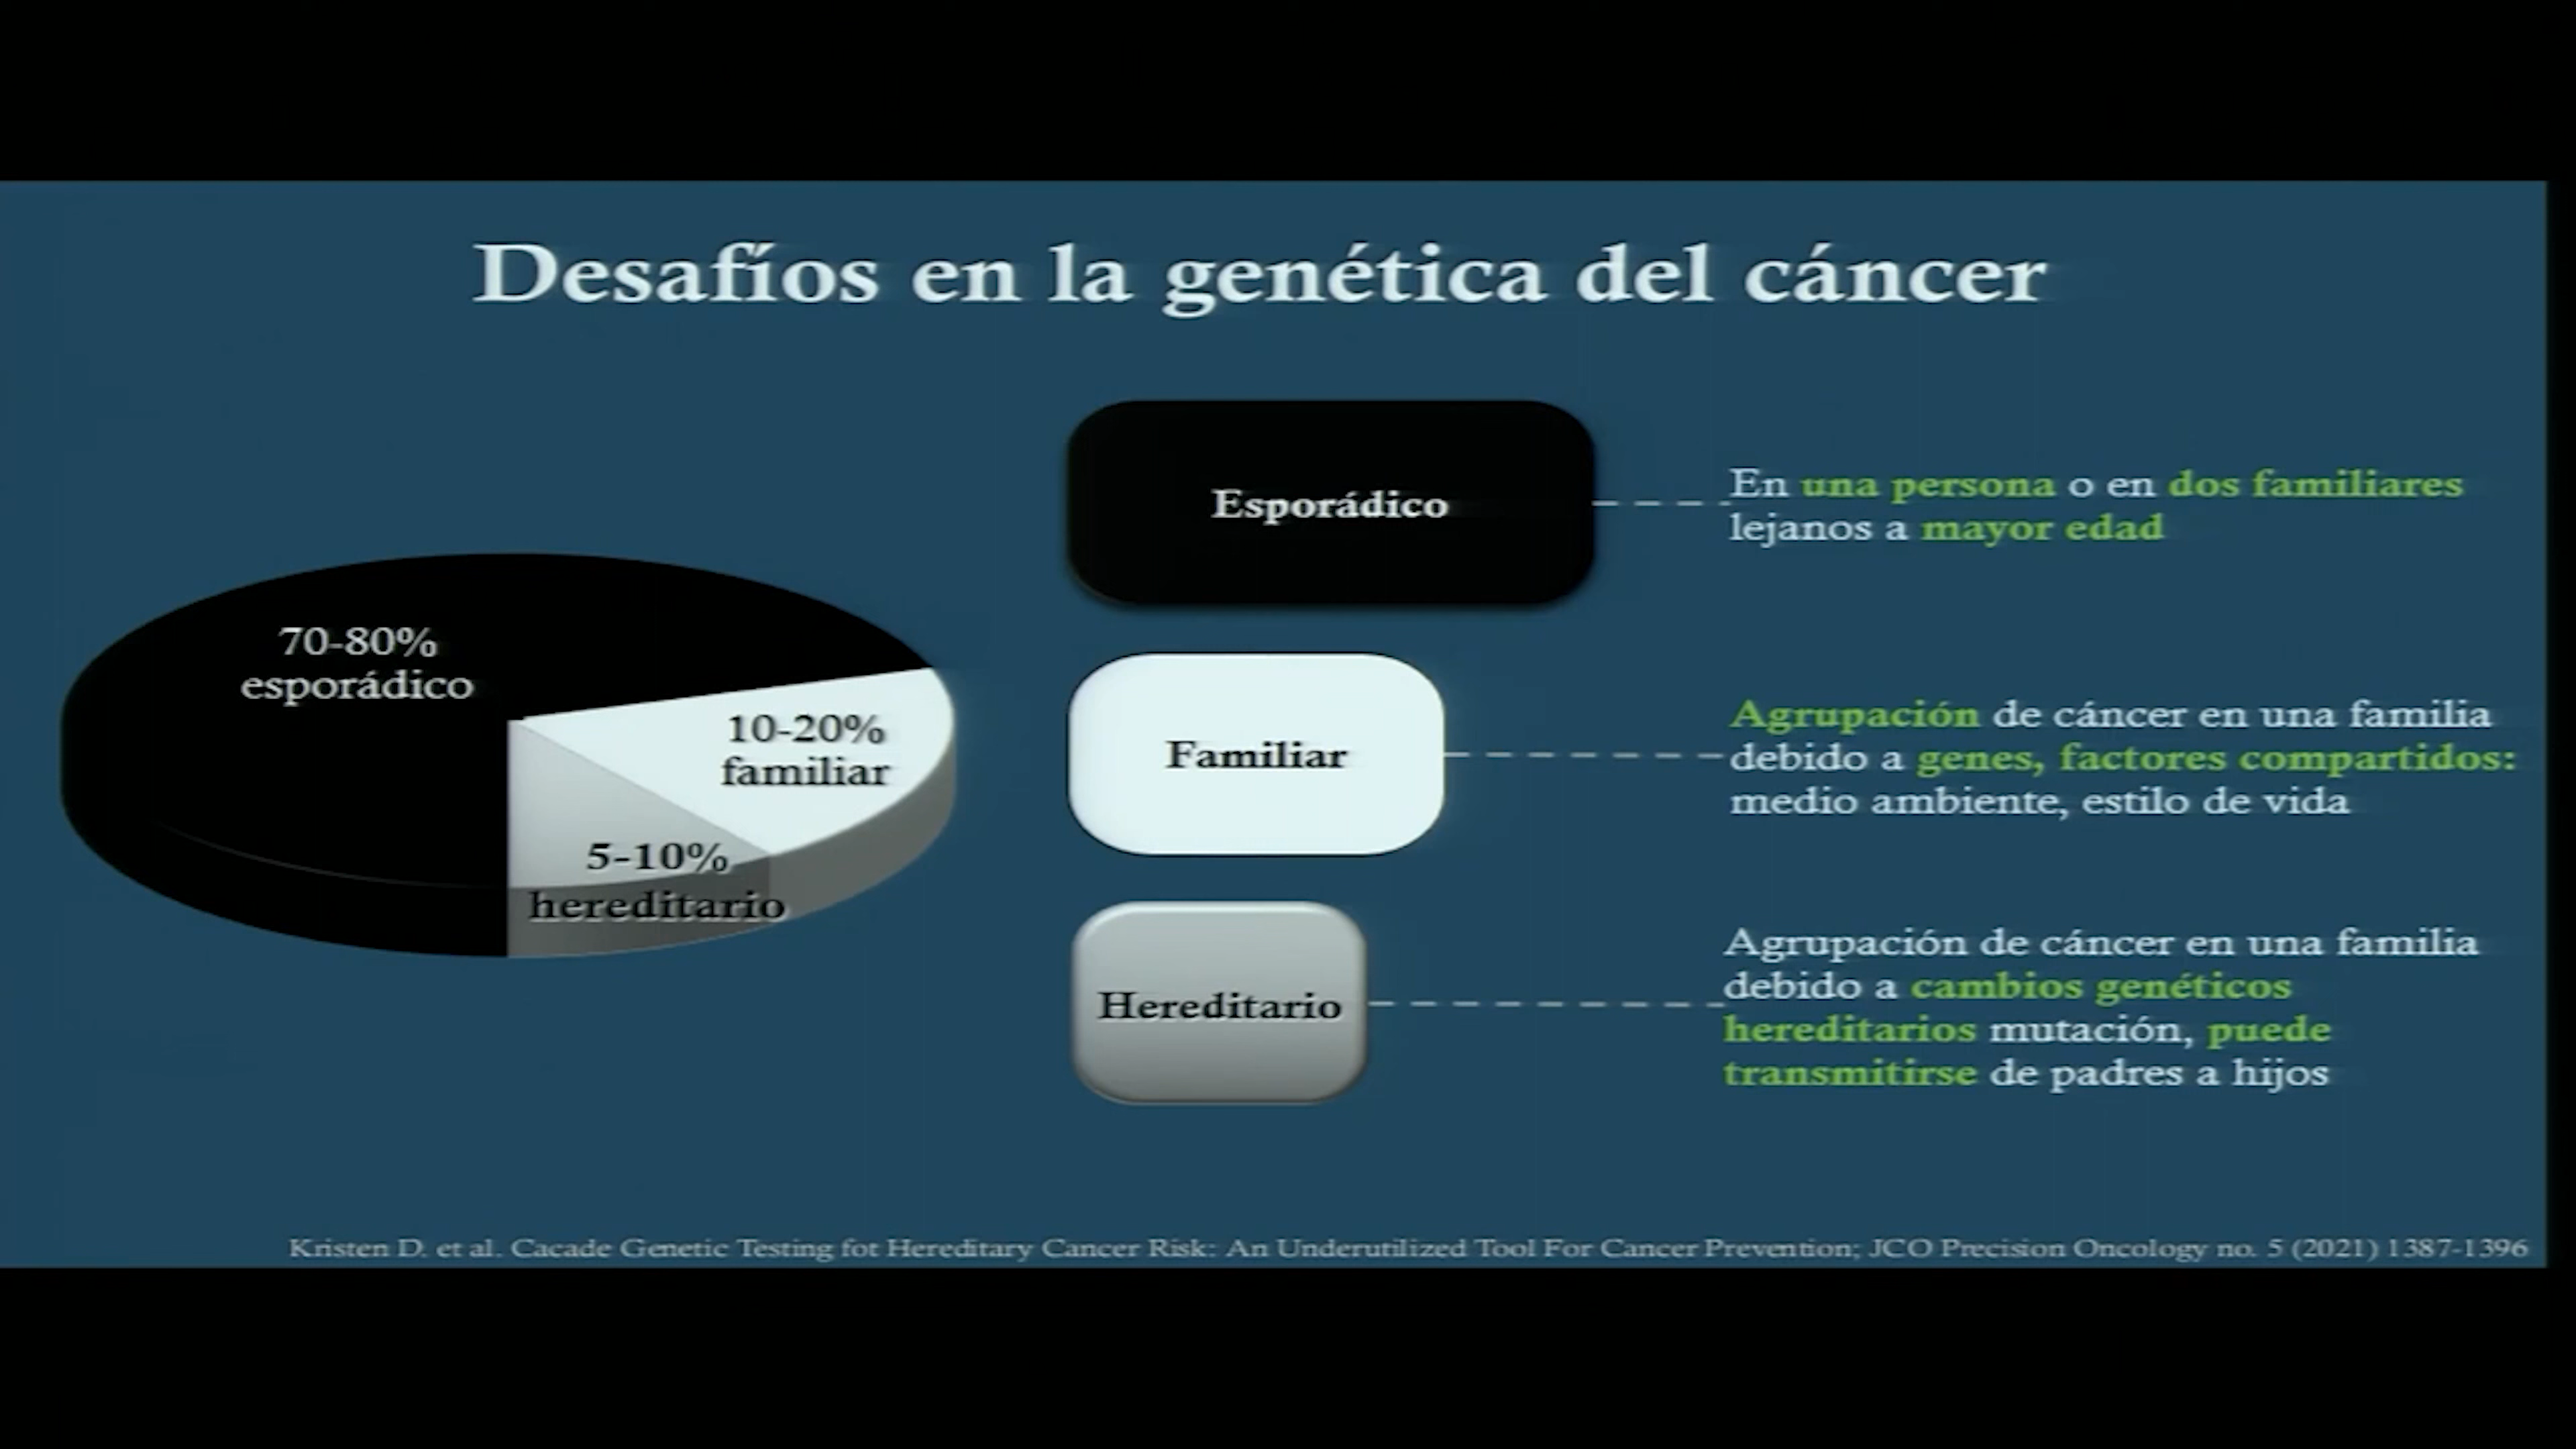 Desafíos en la genética del cáncer
70-80%
esporádico
10-20%
familiar
5-10%
hereditario
Esporádico
En una persona o en dos familiares
lejanos a mayor edad
Familiar
Agrupación de cáncer en una familia
debido a genes, factores compartidos:
medio ambiente, estilo de vida
Hereditario
Agrupación de cáncer en una familia
debido a cambios genéticos
hereditarios mutación, puede
transmitirse de padres a hijos
Kristen D. et al. Cacade Genetic Testing fot Hereditary Cancer Risk: An Underutilized Tool For Cancer Prevention; JCO Precision Oncology no. 5 (2021) 1387-1396